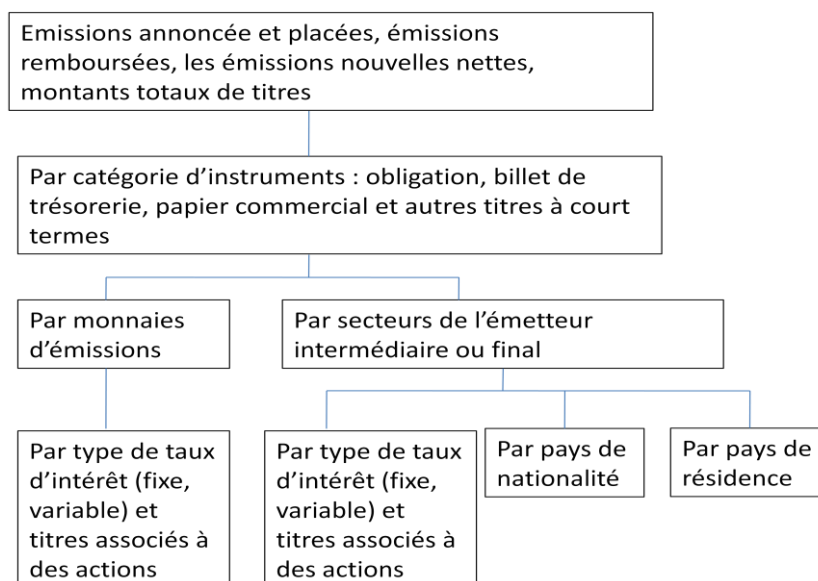 Emissions annoncée et placées, émissions
remboursées, les émissions nouvelles nettes,
montants totaux de titres
Par catégorie d’instruments : obligation, billet de
trésorerie, papier commercial et autres titres à court
termes
Par monnaies
d’émissions
Par secteurs de l’émetteur
intermédiaire ou final
Par type de taux
d’intérêt (fixe,
variable) et
titres associés à
des actions
Par type de taux
d’intérêt (fixe,
variable) et
titres associés à
des actions
Par pays de
nationalité
Par pays de
résidence